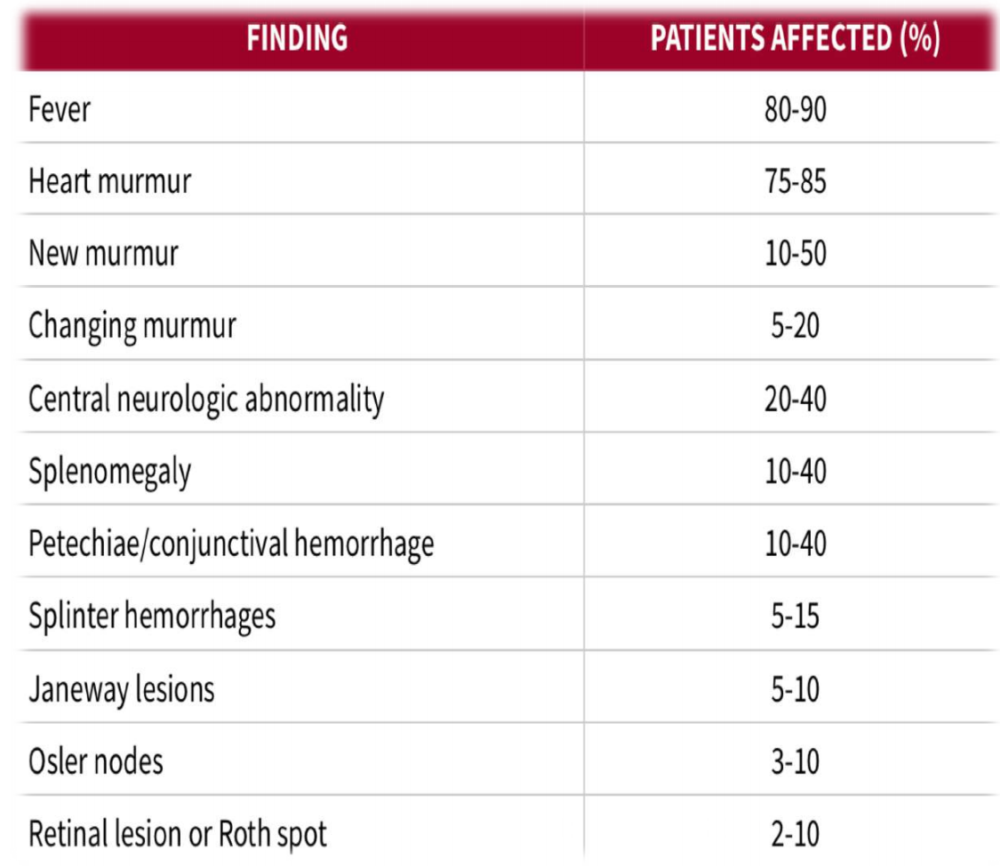 FINDING PATIENTS AFFECTED (%)
Fever 80-90
Heart murmur 75-85
New murmur 10-50
Changing murmur 5-20
Central neurologic abnormality 20-40
Splenomegaly 10-40
Petechiae/conjunctival hemorrhage 10-40
Splinter hemorrhages 5-15
Janeway lesions 5-10
Osler nodes 3-10
Retinal lesion or Roth spot 2-10